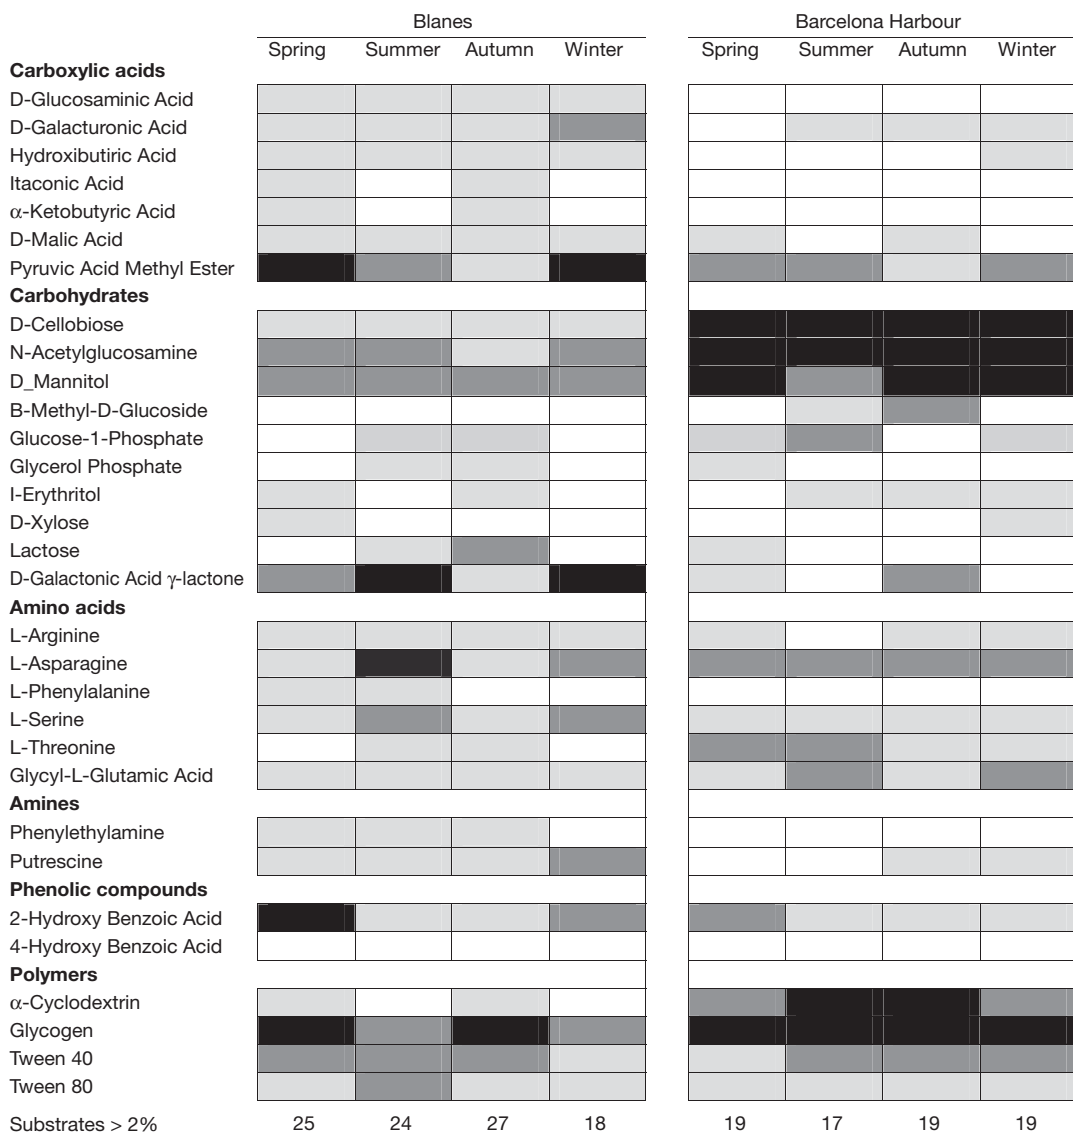 Blanes Barcelona Harbour
Spring Summer Autumn Winter Spring Summer Autumn Winter
Carboxylic acids
D-Glucosaminic Acid
D-Galacturonic Acid
Hydroxibutiric Acid
Itaconic Acid
α-Ketobutyric Acid
D-Malic Acid
Pyruvic Acid Methyl Ester
Carbohydrates
D-Cellobiose
N-Acetylglucosamine
D_Mannitol
B-Methyl-D-Glucoside
Glucose-1-Phosphate
Glycerol Phosphate
I-Erythritol
D-Xylose
Lactose
D-Galactonic Acid γ-lactone
Amino acids
L-Arginine
L-Asparagine
L-Phenylalanine
L-Serine
L-Threonine
Glycyl-L-Glutamic Acid
Amines
Phenylethylamine
Putrescine
Phenolic compounds
2-Hydroxy Benzoic Acid
4-Hydroxy Benzoic Acid
Polymers
α-Cyclodextrin
Glycogen
Tween 40
Tween 80
Substrates > 2% 25 24 27 18 19 17 19 19